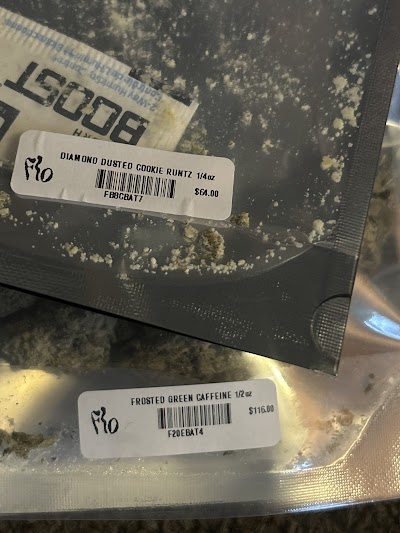 BOOST
DIAMOND DUSTED COOKIE RUNTZ 1/4oz
Flo
$64.00
FB8CBAT7
FROSTED GREEN CAFFEINE 1/2oz
Flo
$116.00
F20EBAT4